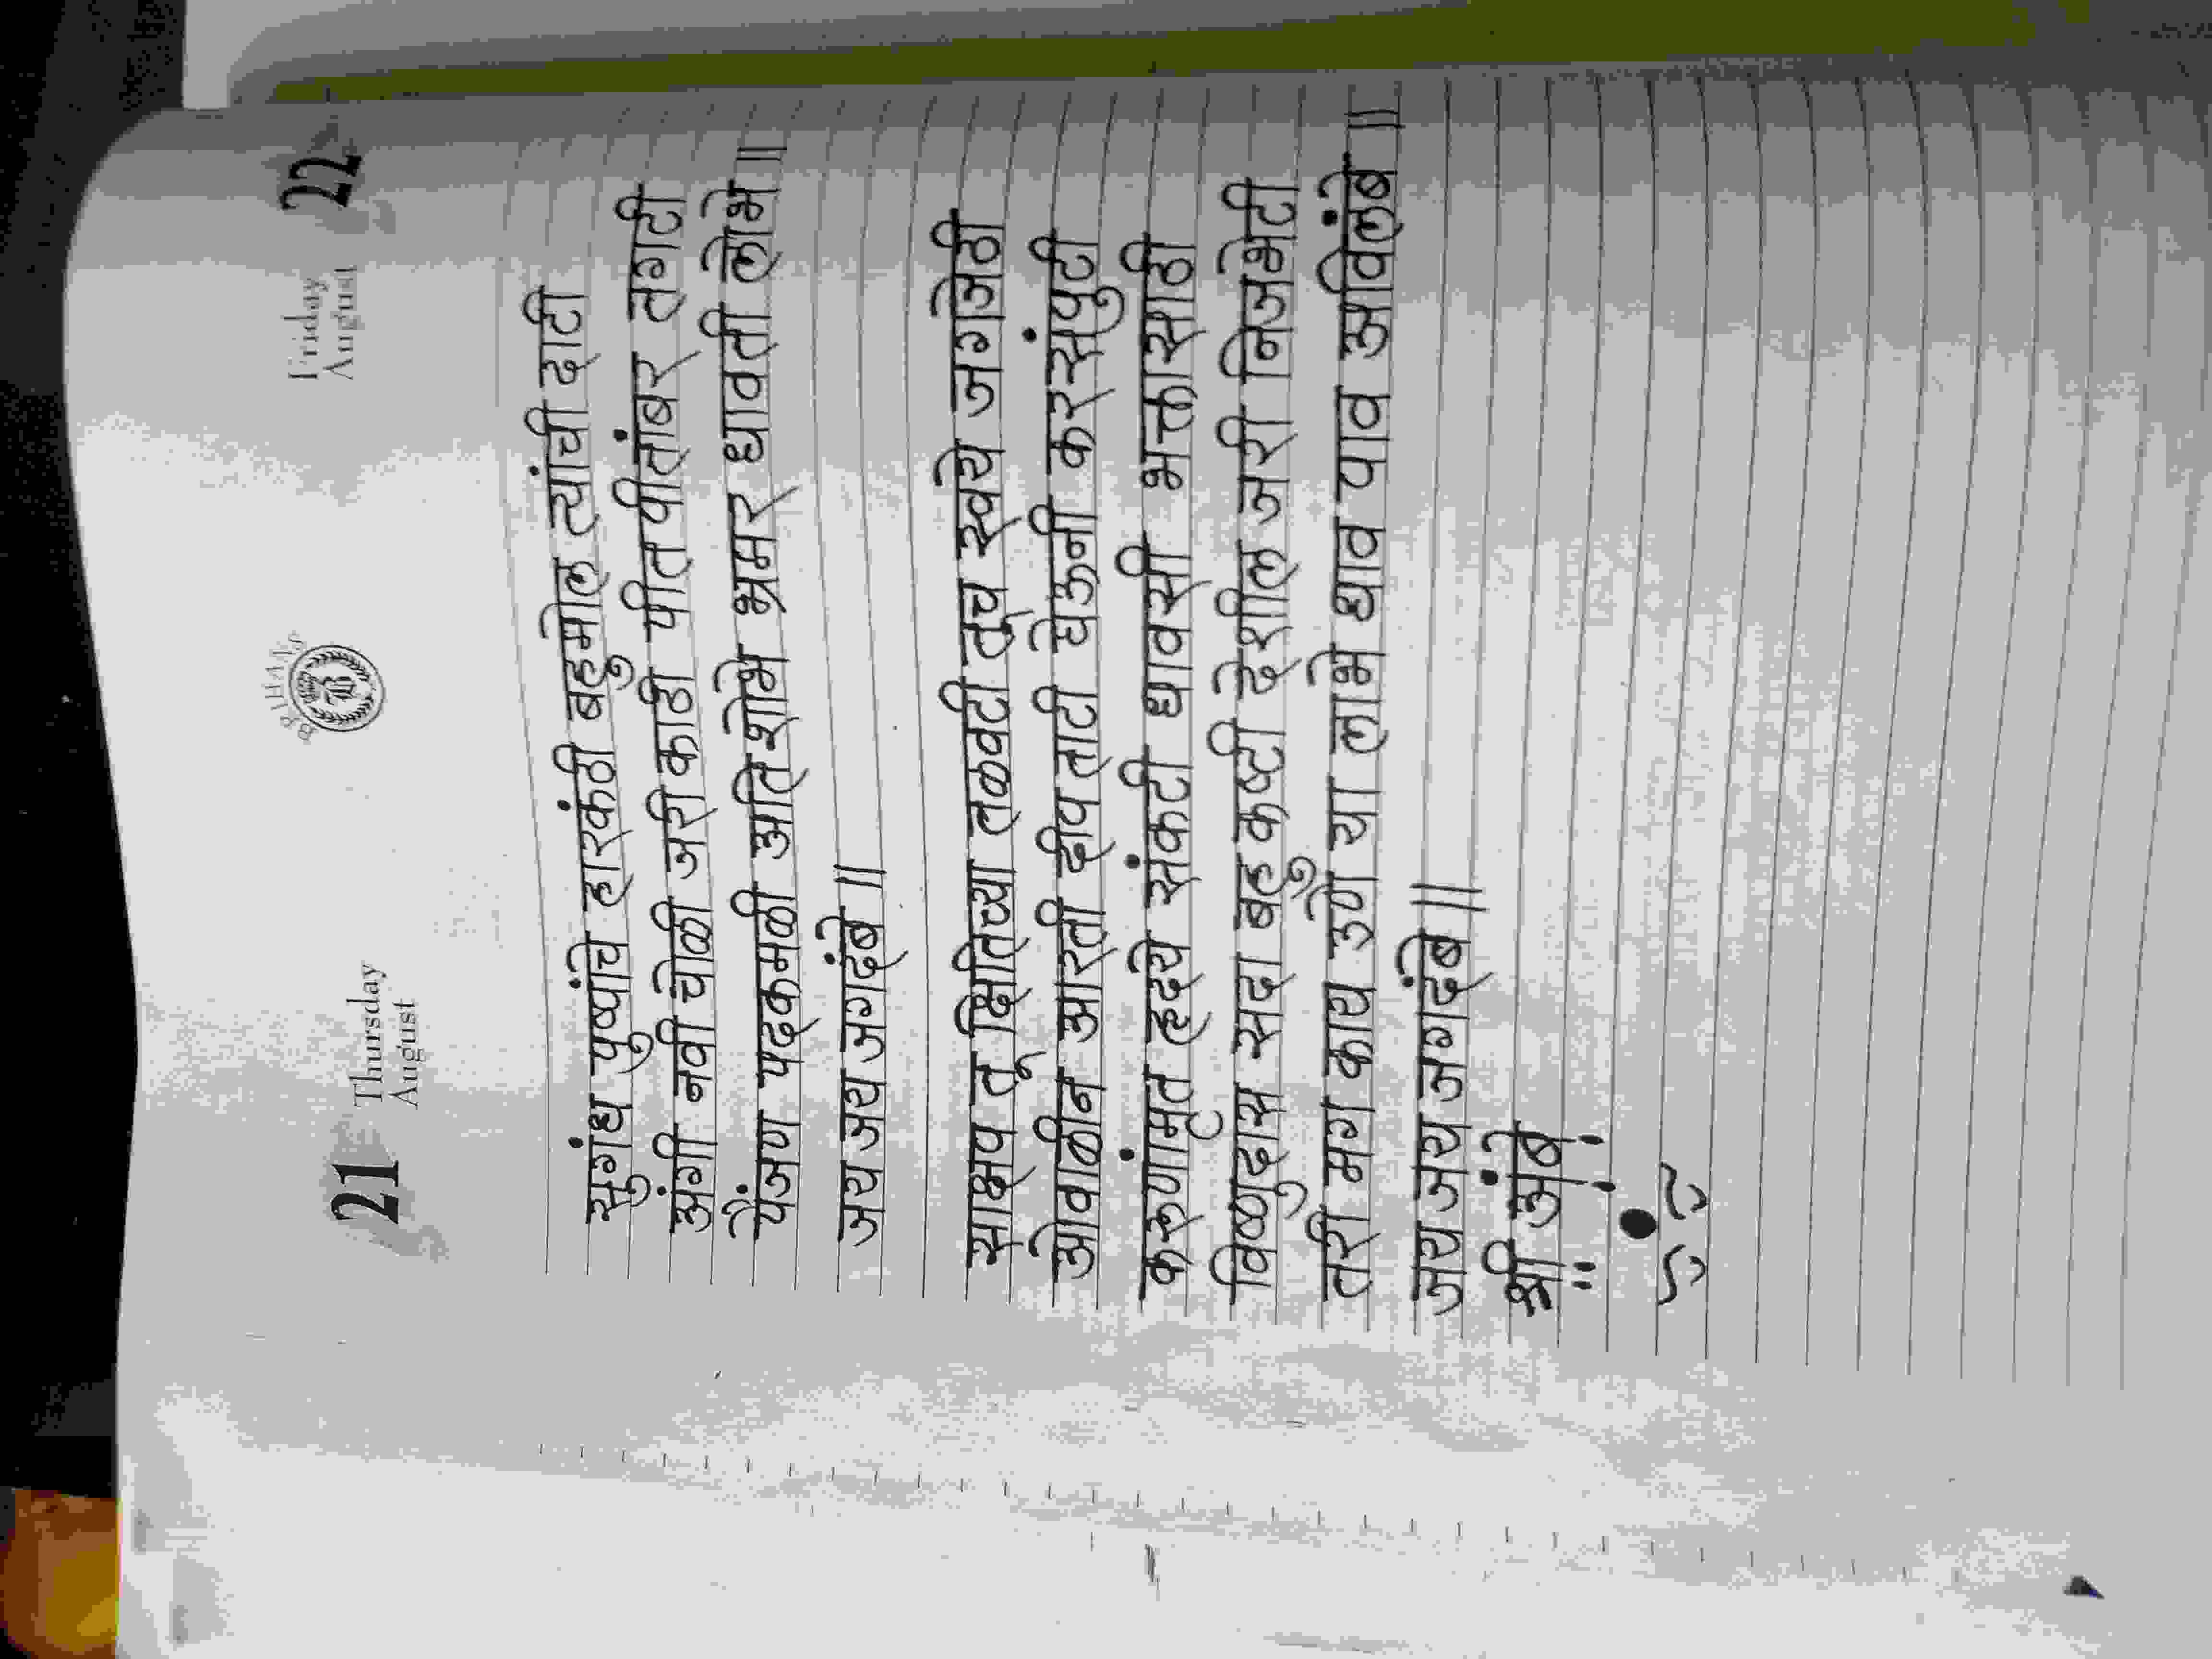 BRIHANS
B
21 Thursday August
Friday August 22
सुगंध पुष्पांचे हारकंठी बहुमोल त्यांची दाटी
अंगी नवी चोळी जरी काठी पीत पीतांबर तगटी
पैंजण पदकमळी अति शोभे भ्रमर धावती लोभे ॥
जय जय जगदंबे ॥
साक्षप तू क्षितिच्या तळवटी तूच स्वये जगजेठी
ओवाळीन आरती दीप ताटी घेऊनी करसंपुटी
करूणांमृत हृदये संकटी धावसी भक्तासाठी
विष्णुदास सदा बहु कष्टी देशील जरी निजभेटी
तरी मग काय उणे या लाभे धाव पाव अविलंबे ॥
जय जय जगदंबे ॥
श्री अंबे